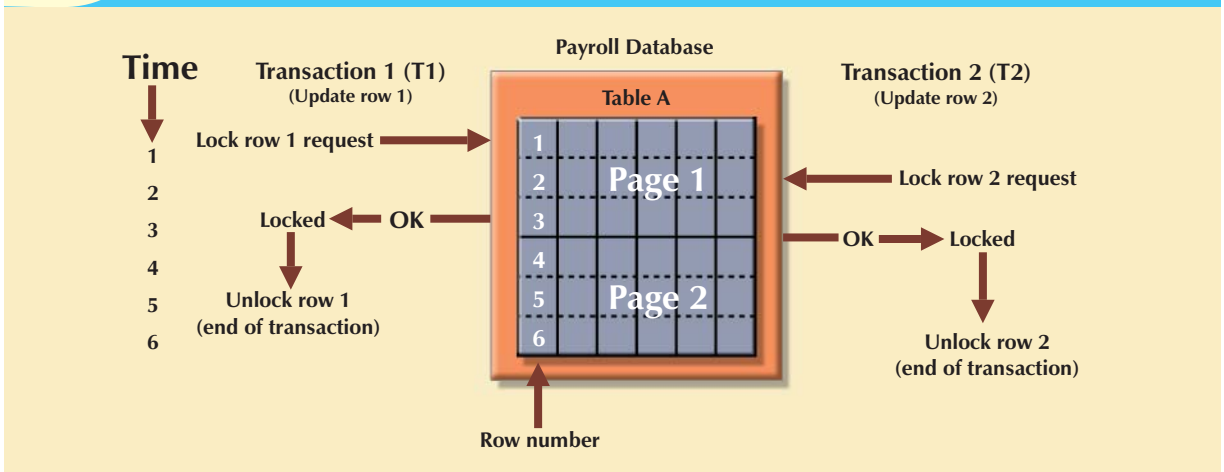 Payroll Database
Time
Transaction 1 (T1)
(Update row 1)
Transaction 2 (T2)
(Update row 2)
Table A
Lock row 1 request
1
2
3
4
5
6
Locked
OK
Unlock row 1
(end of transaction)
1
2
3
4
5
6
Page 1
Page 2
Lock row 2 request
OK
Locked
Unlock row 2
(end of transaction)
Row number